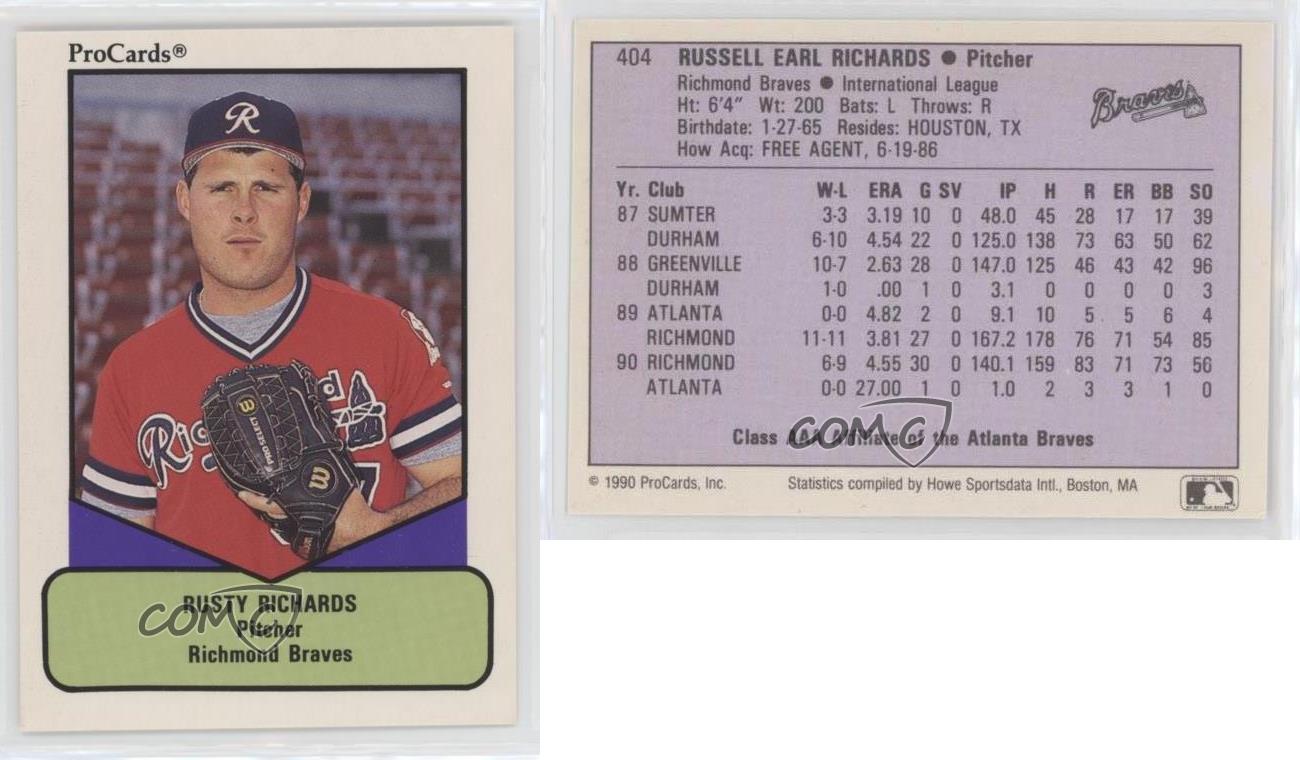 ProCards®
R
Richmond
W
PRO SELECT
W
RUSTY RICHARDS
Pitcher
Richmond Braves
COMC
404 RUSSELL EARL RICHARDS ● Pitcher
Richmond Braves ● International League
Ht: 6'4" Wt: 200 Bats: L Throws: R
Birthdate: 1-27-65 Resides: HOUSTON, TX
How Acq: FREE AGENT, 6-19-86
Braves
Yr. Club W-L ERA G SV IP H R ER BB SO
87 SUMTER 3-3 3.19 10 0 48.0 45 28 17 17 39
DURHAM 6-10 4.54 22 0 125.0 138 73 63 50 62
88 GREENVILLE 10-7 2.63 28 0 147.0 125 46 43 42 96
DURHAM 1-0 .00 1 0 3.1 0 0 0 0 3
89 ATLANTA 0-0 4.82 2 0 9.1 10 5 5 6 4
RICHMOND 11-11 3.81 27 0 167.2 178 76 71 54 85
90 RICHMOND 6-9 4.55 30 0 140.1 159 83 71 73 56
ATLANTA 0-0 27.00 1 0 1.0 2 3 3 1 0
COMC
Class AAA Affiliate of the Atlanta Braves
© 1990 ProCards, Inc. Statistics compiled by Howe Sportsdata Intl., Boston, MA